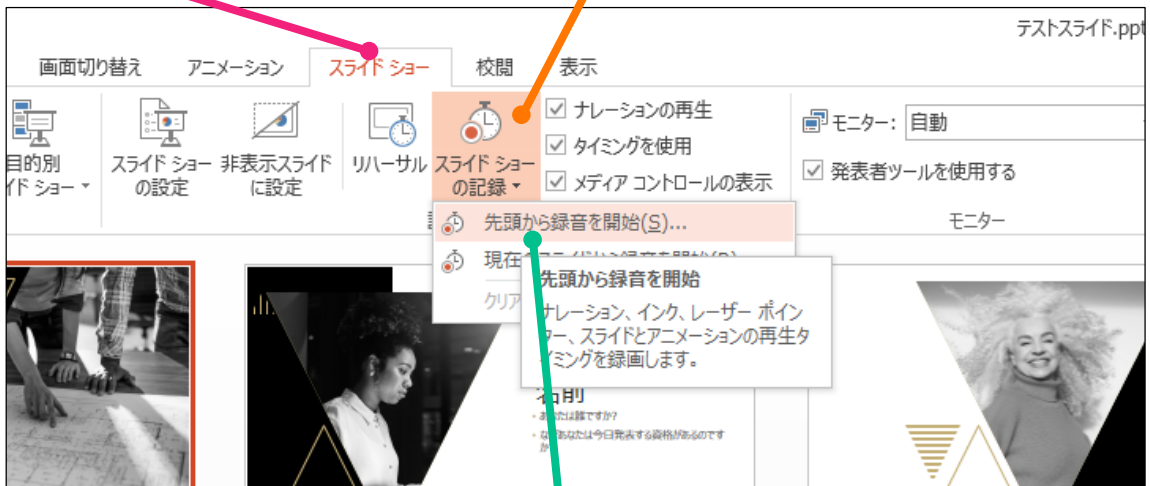 テストスライド.ppt
画面切り替え アニメーション スライド ショー 校閲 表示
目的別
イド ショー
スライド ショー
の設定
非表示スライド
に設定
リハーサル
スライド ショー
の記録
ナレーションの再生
タイミングを使用
メディア コントロールの表示
モニター: 自動
発表者ツールを使用する
モニター
先頭から録音を開始(S)...
現在
クリア
先頭から録音を開始
ナレーション、インク、レーザー ポイン
ター、スライドとアニメーションの再生タ
イミングを録画します。
名前
あなたは誰ですか?
なぜあなたは今日発表する資格があるのです
か